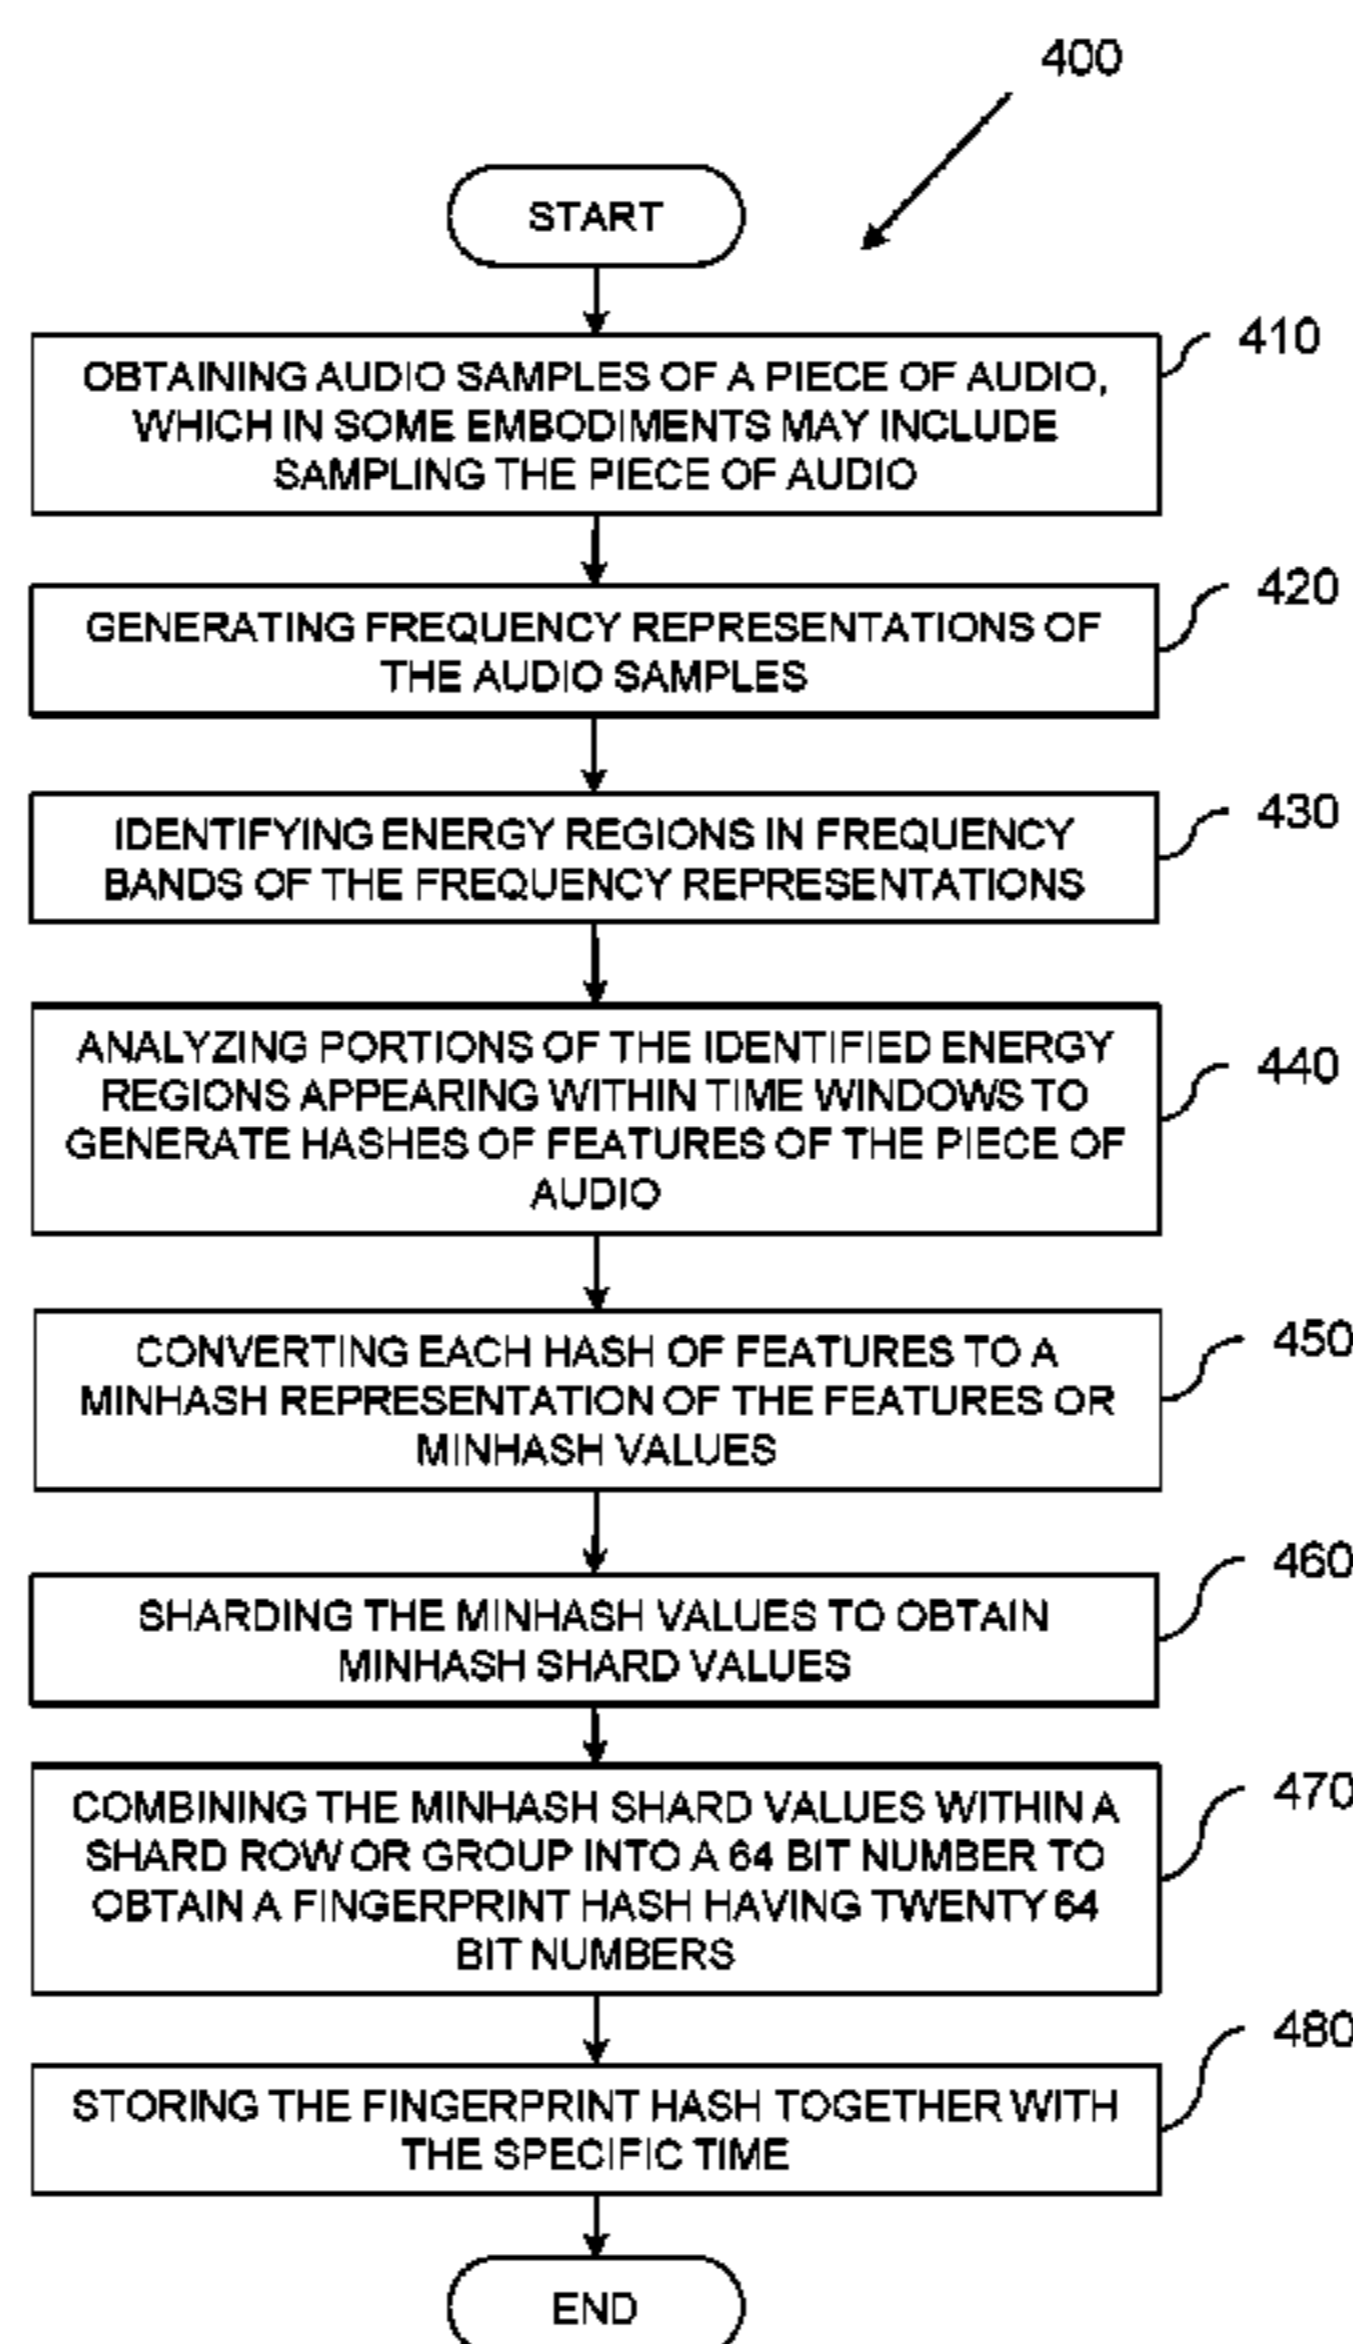 400
START
410
OBTAINING AUDIO SAMPLES OF A PIECE OF AUDIO,
WHICH IN SOME EMBODIMENTS MAY INCLUDE
SAMPLING THE PIECE OF AUDIO
420
GENERATING FREQUENCY REPRESENTATIONS OF
THE AUDIO SAMPLES
430
IDENTIFYING ENERGY REGIONS IN FREQUENCY
BANDS OF THE FREQUENCY REPRESENTATIONS
440
ANALYZING PORTIONS OF THE IDENTIFIED ENERGY
REGIONS APPEARING WITHIN TIME WINDOWS TO
GENERATE HASHES OF FEATURES OF THE PIECE OF
AUDIO
450
CONVERTING EACH HASH OF FEATURES TO A
MINHASH REPRESENTATION OF THE FEATURES OR
MINHASH VALUES
460
SHARDING THE MINHASH VALUES TO OBTAIN
MINHASH SHARD VALUES
470
COMBINING THE MINHASH SHARD VALUES WITHIN A
SHARD ROW OR GROUP INTO A 64 BIT NUMBER TO
OBTAIN A FINGERPRINT HASH HAVING TWENTY 64
BIT NUMBERS
480
STORING THE FINGERPRINT HASH TOGETHER WITH
THE SPECIFIC TIME
END